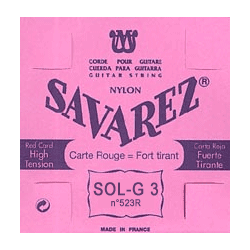 CORDE POUR GUITARE
CUERDA PARA GUITARRA
GUITAR STRING
NYLON
SAVAREZ®
Red Cord
High
Tension
Carte Rouge = Fort tirant
Carta Roja
Fuerte
Tirante
SOL-G 3
n°523R
MADE IN FRANCE